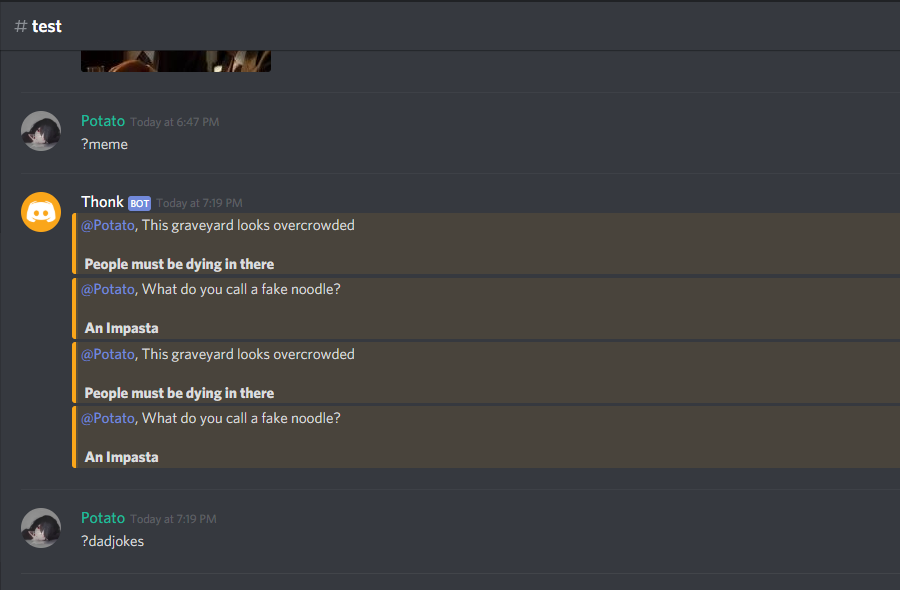 # test
Potato Today at 6:47 PM
?meme
Thonk BOT Today at 7:19 PM
@Potato, This graveyard looks overcrowded
People must be dying in there
@Potato, What do you call a fake noodle?
An Impasta
@Potato, This graveyard looks overcrowded
People must be dying in there
@Potato, What do you call a fake noodle?
An Impasta
Potato Today at 7:19 PM
?dadjokes